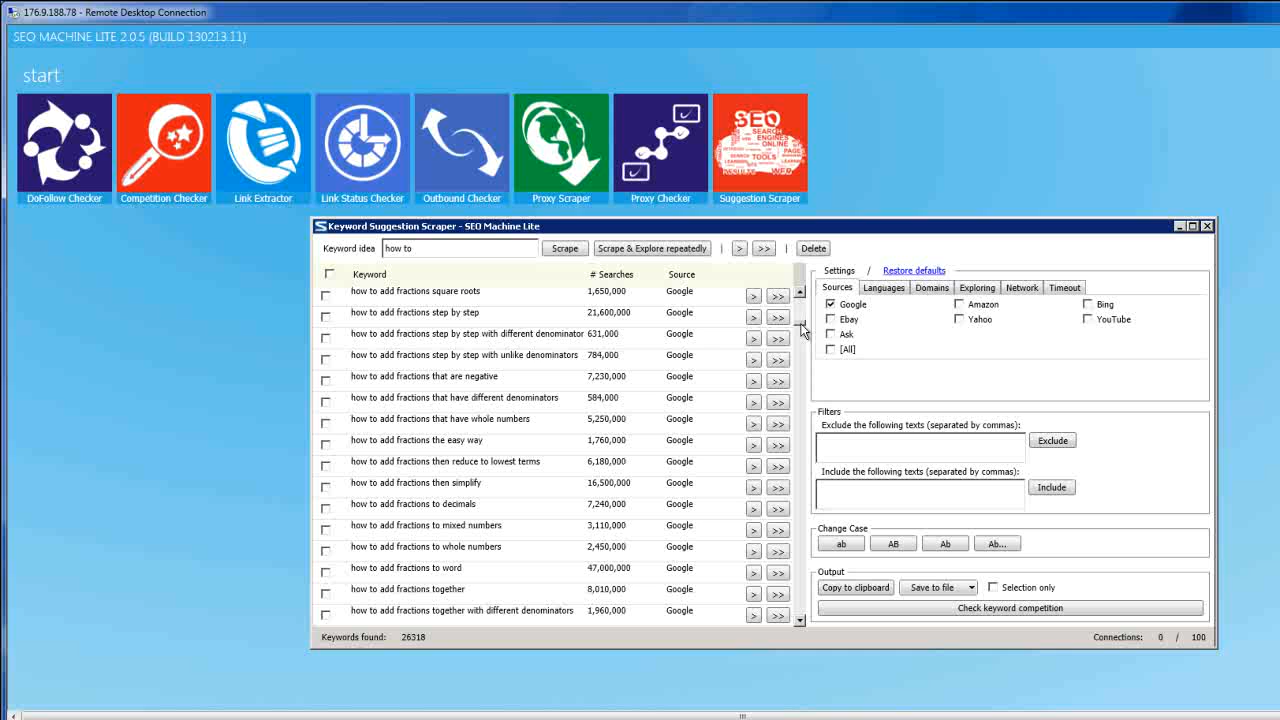 176.9.188.78 - Remote Desktop Connection
SEO MACHINE LITE 2.0.5 (BUILD 130213.11)
start
SEO
SEARCH
ENGINES
ONLINE
PAGE
SEARCH
TOOLS
RESULTS
WEB
DoFollow Checker
Competition Checker
Link Extractor
Link Status Checker
Outbound Checker
Proxy Scraper
Proxy Checker
Suggestion Scraper
Keyword Suggestion Scraper - SEO Machine Lite
Keyword idea how to Scrape Scrape & Explore repeatedly | > >> | Delete
Keyword # Searches Source
how to add fractions square roots 1,650,000 Google > >>
how to add fractions step by step 21,600,000 Google > >>
how to add fractions step by step with different denominator 631,000 Google > >>
how to add fractions step by step with unlike denominators 784,000 Google > >>
how to add fractions that are negative 7,230,000 Google > >>
how to add fractions that have different denominators 584,000 Google > >>
how to add fractions that have whole numbers 5,250,000 Google > >>
how to add fractions the easy way 1,760,000 Google > >>
how to add fractions then reduce to lowest terms 6,180,000 Google > >>
how to add fractions then simplify 16,500,000 Google > >>
how to add fractions to decimals 7,240,000 Google > >>
how to add fractions to mixed numbers 3,110,000 Google > >>
how to add fractions to whole numbers 2,450,000 Google > >>
how to add fractions to word 47,000,000 Google > >>
how to add fractions together 8,010,000 Google > >>
how to add fractions together with different denominators 1,960,000 Google > >>
Keywords found: 26318
Settings / Restore defaults
Sources Languages Domains Exploring Network Timeout
Google Amazon Bing
Ebay Yahoo YouTube
Ask
[All]
Filters
Exclude the following texts (separated by commas):
Exclude
Include the following texts (separated by commas):
Include
Change Case
ab AB Ab Ab...
Output
Copy to clipboard Save to file Selection only
Check keyword competition
Connections: 0 / 100